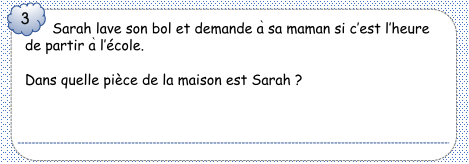 3
Sarah lave son bol et demande à sa maman si c'est l'heure
de partir à l'école.
Dans quelle pièce de la maison est Sarah ?